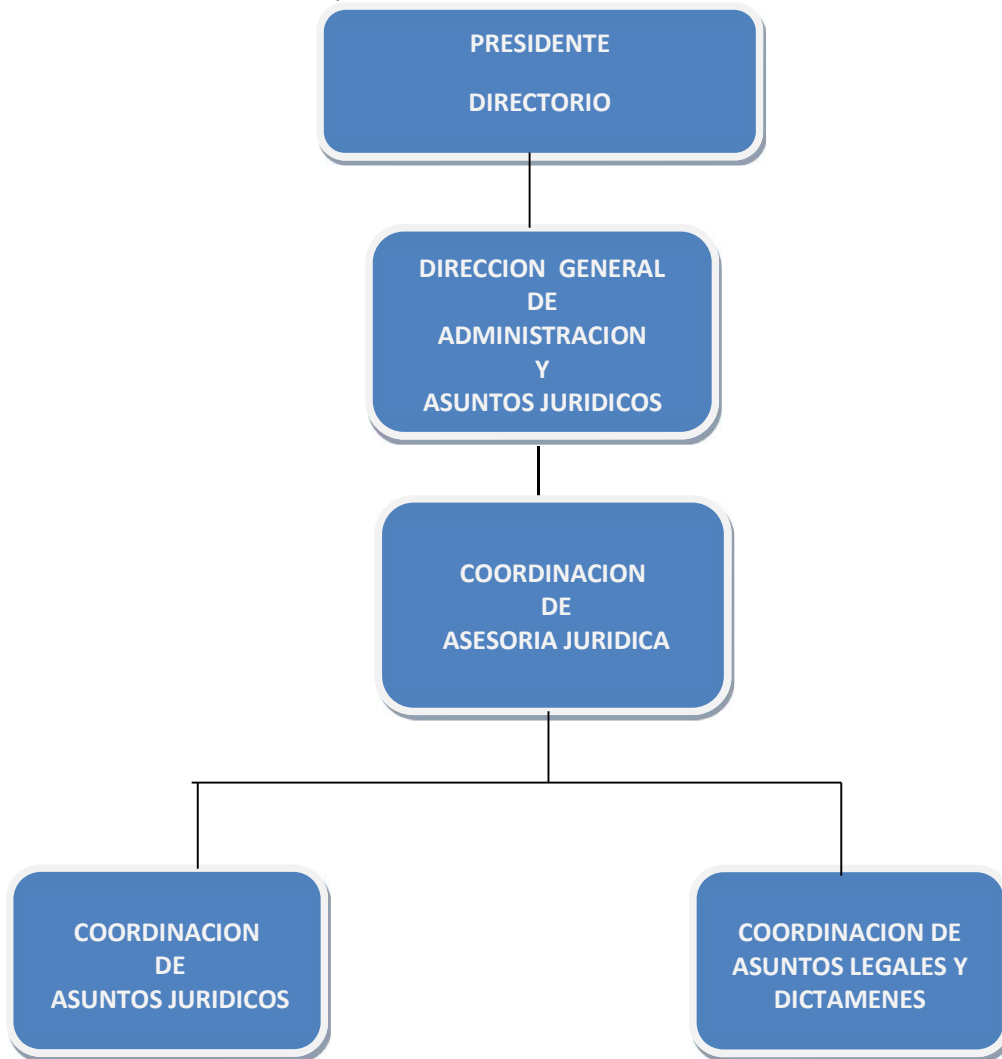 PRESIDENTE
DIRECTORIO
DIRECCION GENERAL
DE
ADMINISTRACION
Y
ASUNTOS JURIDICOS
COORDINACION
DE
ASESORIA JURIDICA
COORDINACION
DE
ASUNTOS JURIDICOS
COORDINACION DE
ASUNTOS LEGALES Y
DICTAMENES